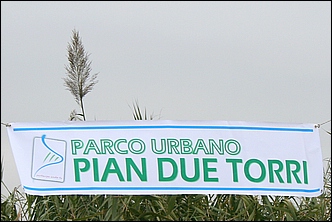 PARCO URBANO
PIAN DUE TORRI